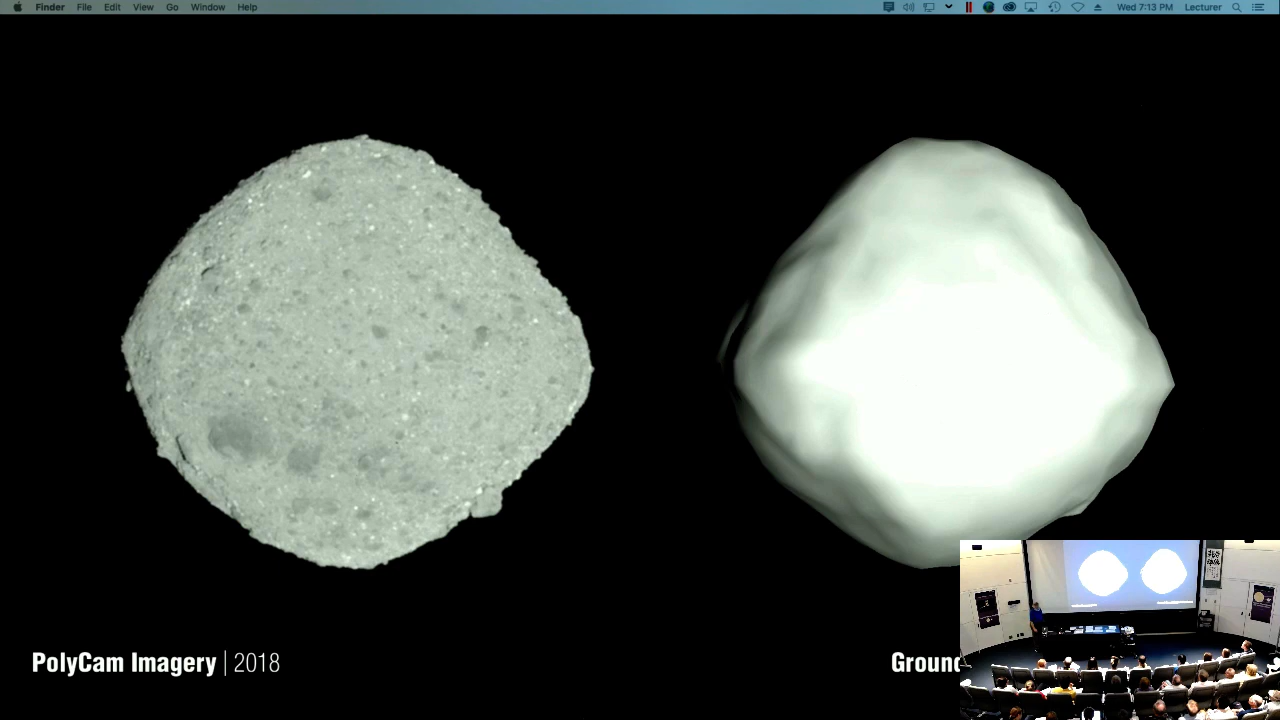 Finder File Edit View Go Window Help Wed 7:13 PM Lecturer
PolyCam Imagery | 2018
Ground